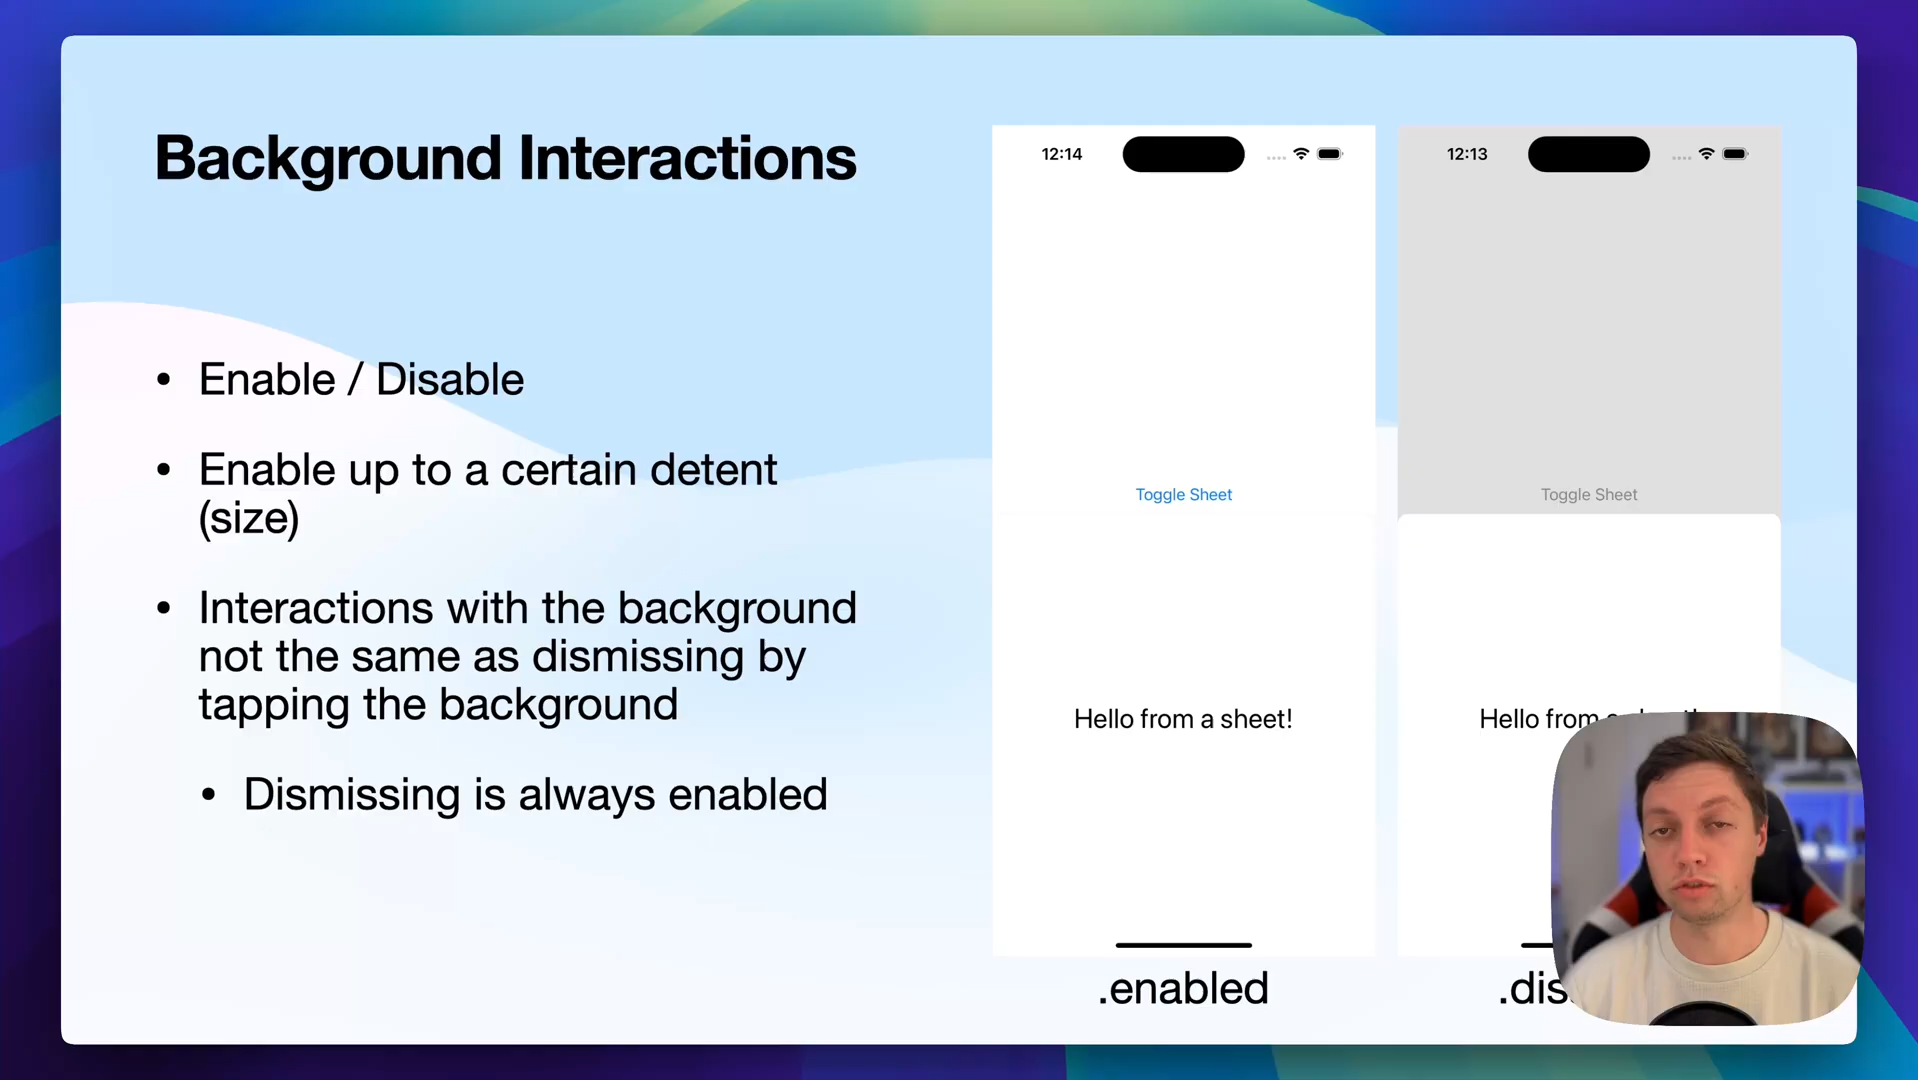 Background Interactions
• Enable / Disable
• Enable up to a certain detent
(size)
• Interactions with the background
not the same as dismissing by
tapping the background
• Dismissing is always enabled
12:14
Toggle Sheet
Hello from a sheet!
.enabled
12:13
Toggle Sheet
Hello from